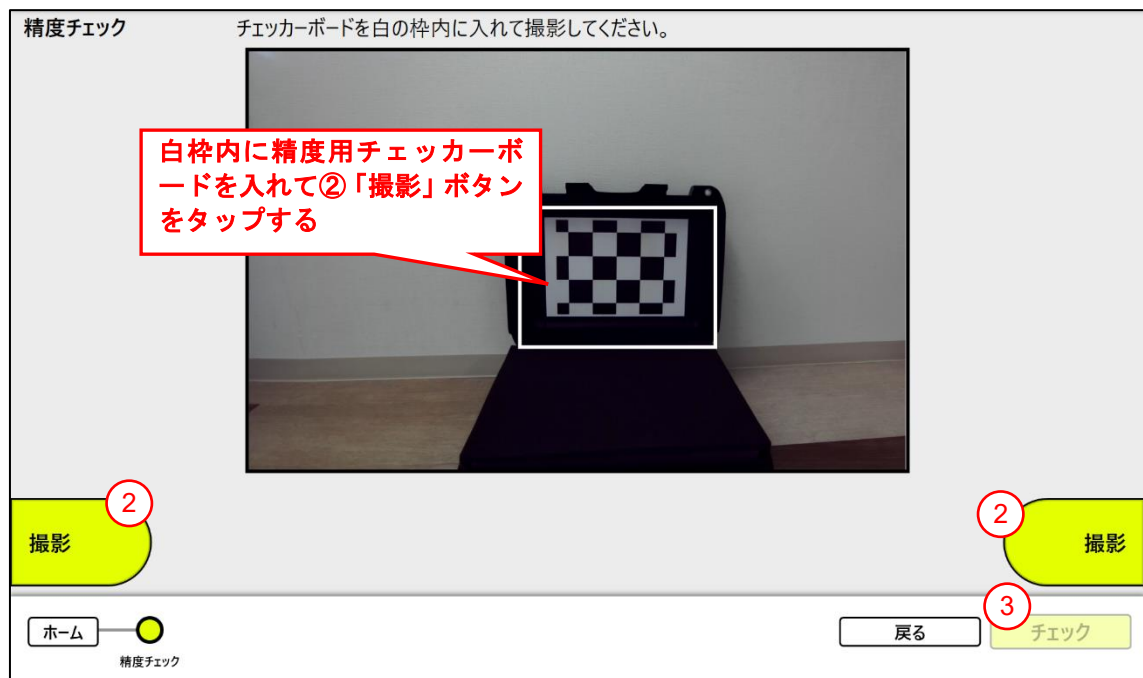 精度チェック
チェッカーボードを白の枠内に入れて撮影してください。
白枠内に精度用チェッカーボ
ードを入れて②「撮影」ボタン
をタップする
2
撮影
2
撮影
3
ホーム
精度チェック
戻る
チェック